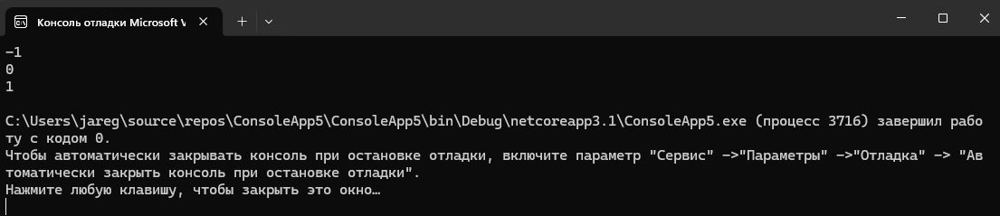 Консоль отладки Microsoft V
-1
0
1
C:\Users\jareg\source\repos\ConsoleApp5\ConsoleApp5\bin\Debug\netcoreapp3.1\ConsoleApp5.exe (процесс 3716) завершил рабо
ту с кодом 0.
Чтобы автоматически закрывать консоль при остановке отладки, включите параметр "Сервис" ->"Параметры" ->"Отладка" -> "Ав
томатически закрыть консоль при остановке отладки".
Нажмите любую клавишу, чтобы закрыть это окно…